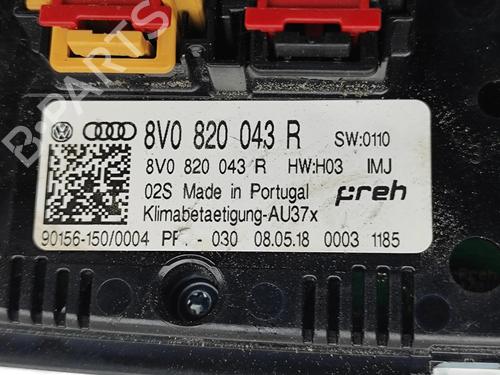 B-PARTS
8V0 820 043 R SW:0110
8V0 820 043 R HW:H03 IMJ
02S Made in Portugal preh
Klimabetaetigung-AU37x
90156-150/0004 PP. - 030 08.05.18 0003 1185